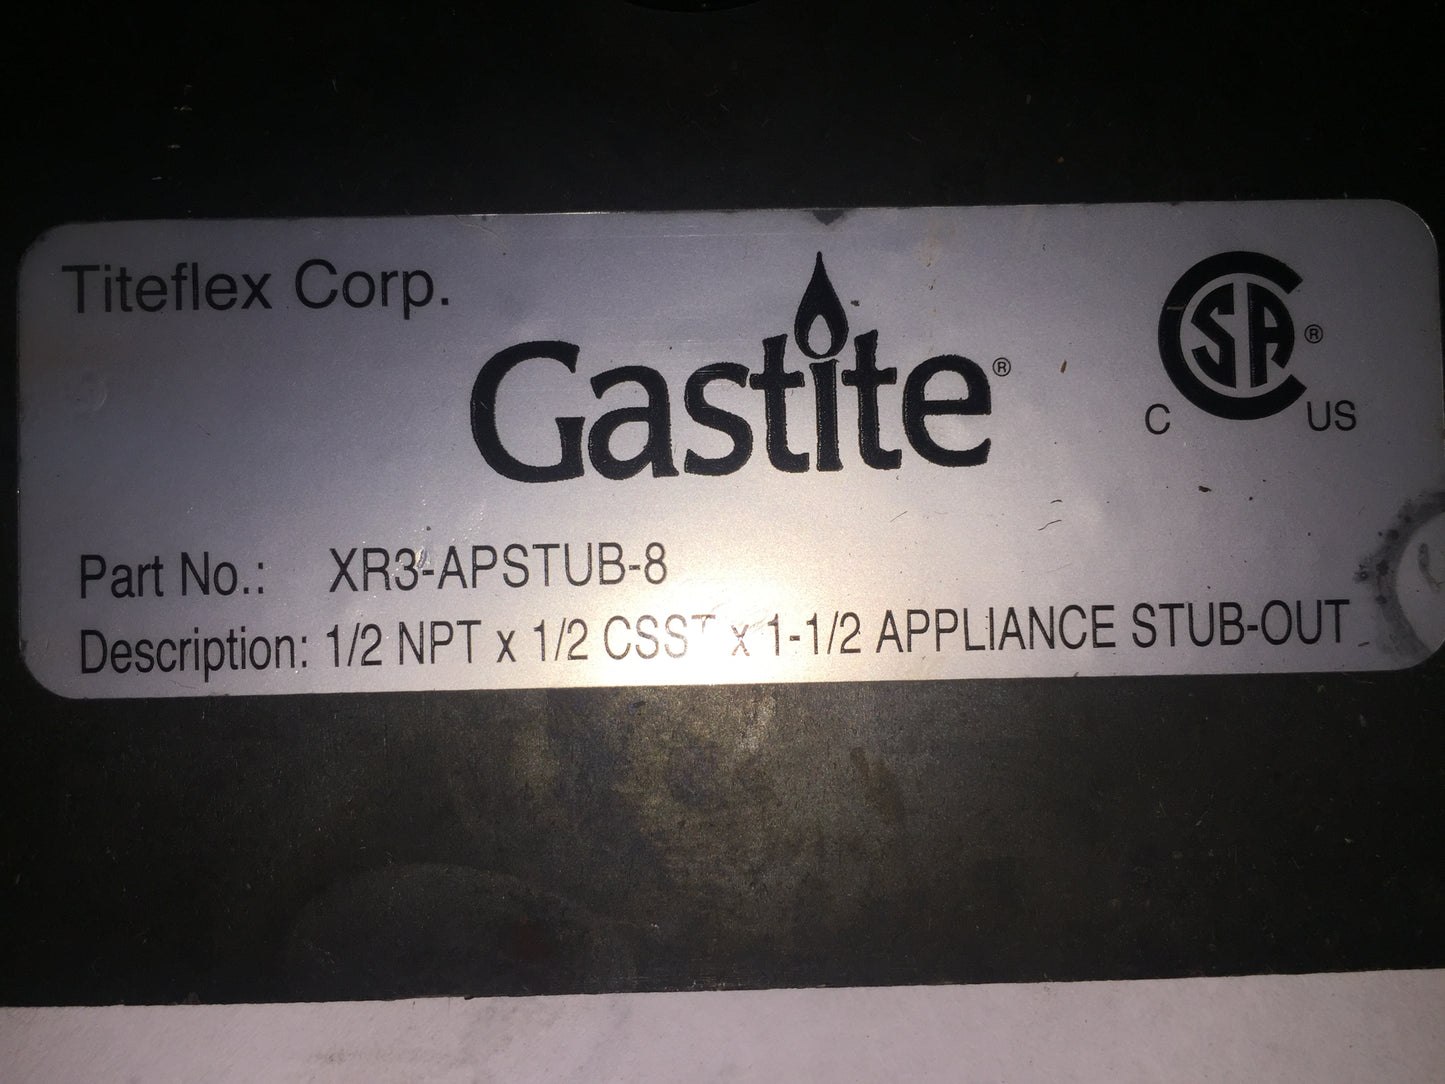 Titeflex Corp.
Gastite®
CSA®
C US
Part No.: XR3-APSTUB-8
Description: 1/2 NPT x 1/2 CSST x 1-1/2 APPLIANCE STUB-OUT